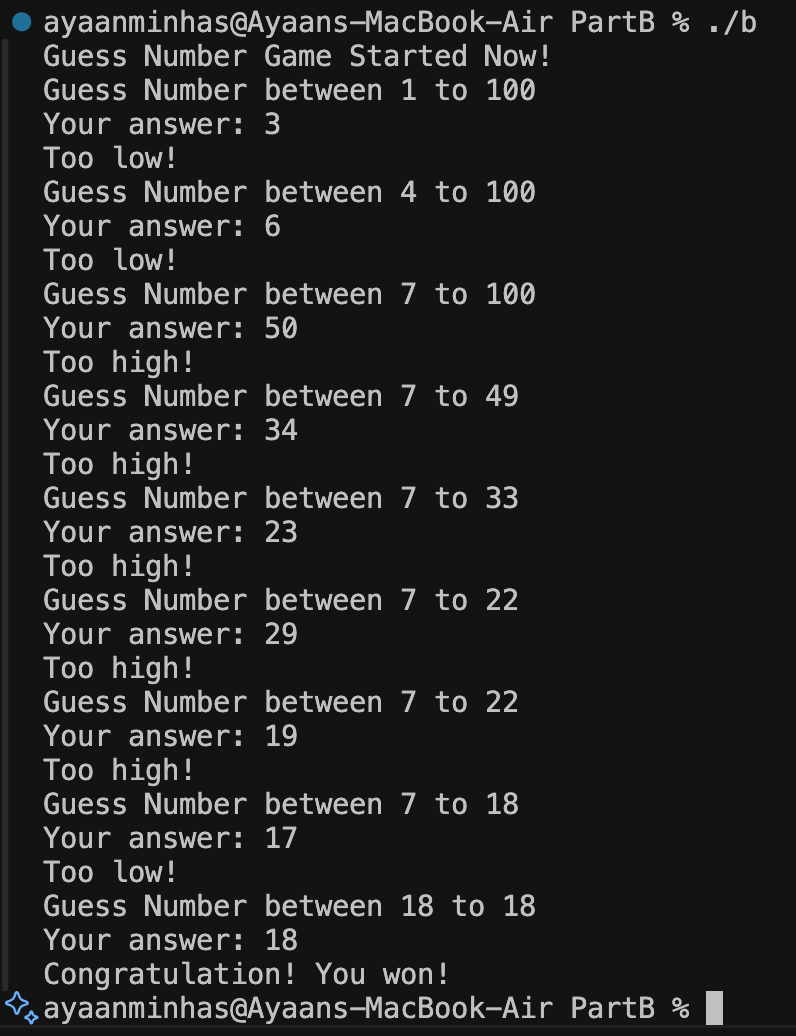 ayaanminhas@Ayaans-MacBook-Air PartB % ./b
Guess Number Game Started Now!
Guess Number between 1 to 100
Your answer: 3
Too low!
Guess Number between 4 to 100
Your answer: 6
Too low!
Guess Number between 7 to 100
Your answer: 50
Too high!
Guess Number between 7 to 49
Your answer: 34
Too high!
Guess Number between 7 to 33
Your answer: 23
Too high!
Guess Number between 7 to 22
Your answer: 29
Too high!
Guess Number between 7 to 22
Your answer: 19
Too high!
Guess Number between 7 to 18
Your answer: 17
Too low!
Guess Number between 18 to 18
Your answer: 18
Congratulation! You won!
ayaanminhas@Ayaans-MacBook-Air PartB %